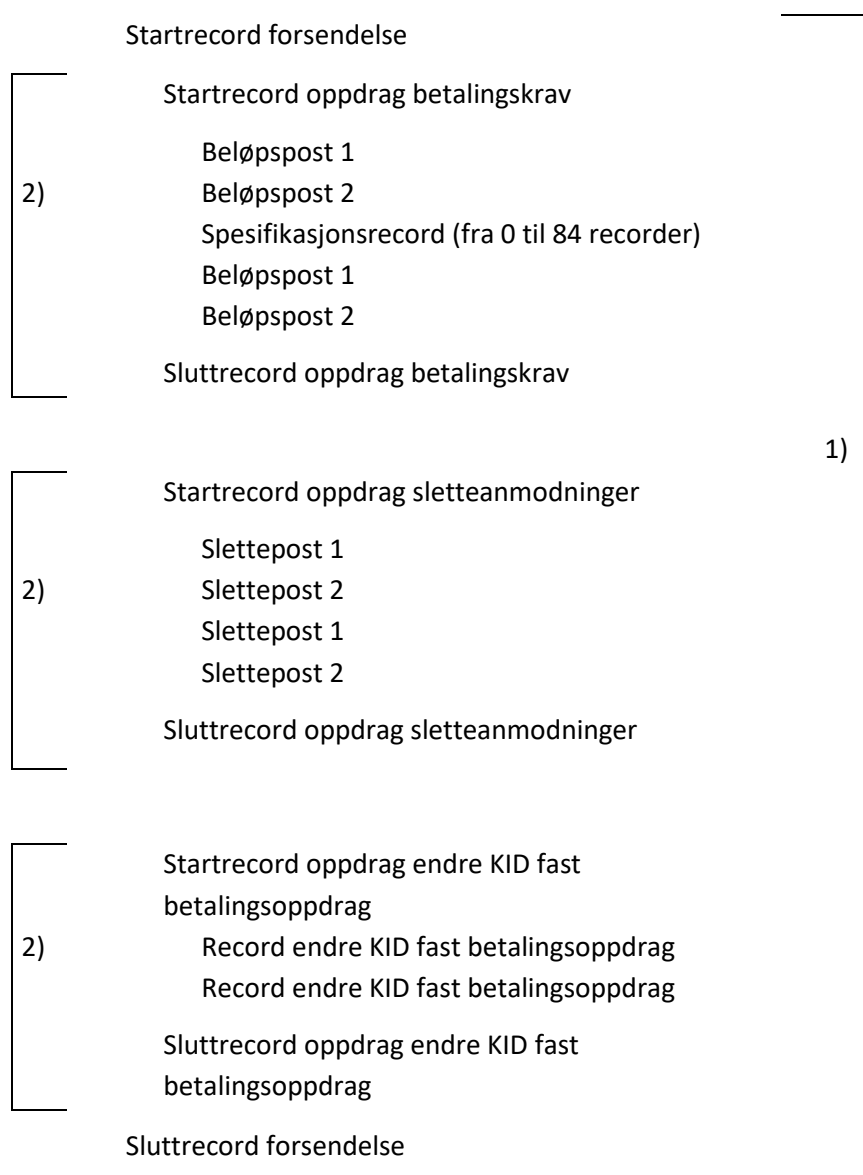 Startrecord forsendelse
Startrecord oppdrag betalingskrav
Beløpspost 1
2) Beløpspost 2
Spesifikasjonsrecord (fra 0 til 84 recorder)
Beløpspost 1
Beløpspost 2
Sluttrecord oppdrag betalingskrav
1)
Startrecord oppdrag sletteanmodninger
Slettepost 1
2) Slettepost 2
Slettepost 1
Slettepost 2
Sluttrecord oppdrag sletteanmodninger
Startrecord oppdrag endre KID fast
betalingsoppdrag
2) Record endre KID fast betalingsoppdrag
Record endre KID fast betalingsoppdrag
Sluttrecord oppdrag endre KID fast
betalingsoppdrag
Sluttrecord forsendelse